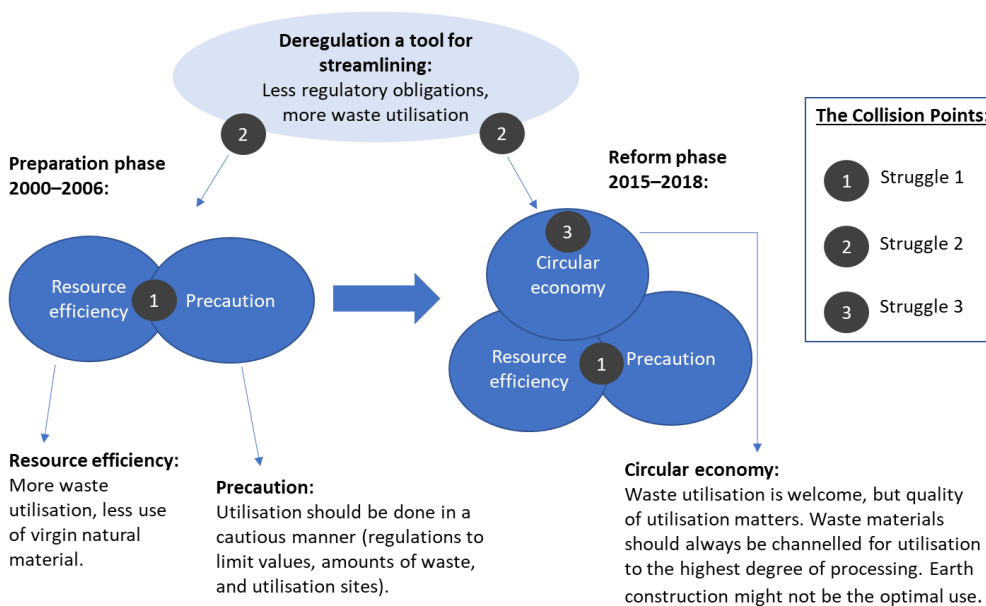 Deregulation a tool for
streamlining:
Less regulatory obligations,
more waste utilisation
2
2
Preparation phase
2000–2006:
Reform phase
2015–2018:
The Collision Points:
1
Struggle 1
2
Struggle 2
3
Struggle 3
Resource
efficiency
1
Precaution
3
Circular
economy
Resource
efficiency
1
Precaution
Resource efficiency:
More waste
utilisation, less use
of virgin natural
material.
Precaution:
Utilisation should be done in a
cautious manner (regulations to
limit values, amounts of waste,
and utilisation sites).
Circular economy:
Waste utilisation is welcome, but quality
of utilisation matters. Waste materials
should always be channelled for utilisation
to the highest degree of processing. Earth
construction might not be the optimal use.